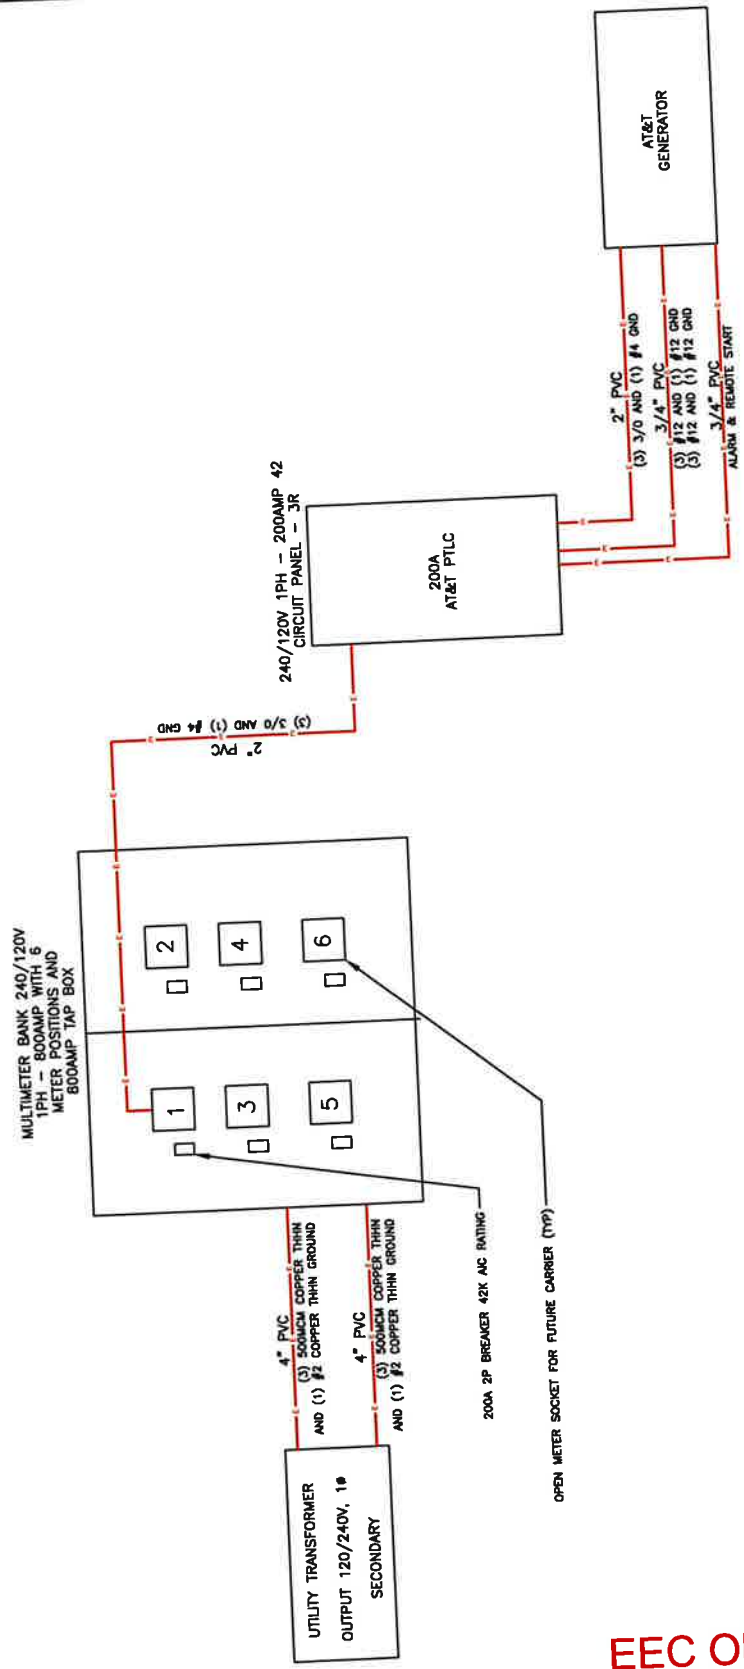 UTILITY TRANSFORMER
OUTPUT 120/240V, 1ø
SECONDARY
4" PVC
(3) 500MCM COPPER THHN
AND (1) #2 COPPER THHN GROUND
4" PVC
(3) 500MCM COPPER THHN
AND (1) #2 COPPER THHN GROUND
MULTIMETER BANK 240/120V
1PH - 800AMP WITH 6
METER POSITIONS AND
800AMP TAP BOX
1
2
3
4
5
6
200A 2P BREAKER 42K AIC RATING
OPEN METER SOCKET FOR FUTURE CARRIER (TYP)
2" PVC
(3) 3/0 AND (1) #4 GND
240/120V 1PH - 200AMP 42
CIRCUIT PANEL - 3R
200A
AT&T PTLC
2" PVC
(3) 3/0 AND (1) #4 GND
3/4" PVC
(3) #12 AND (1) #12 GND
(3) #12 AND (1) #12 GND
3/4" PVC
ALARM & REMOTE START
AT&T
GENERATOR
EEC